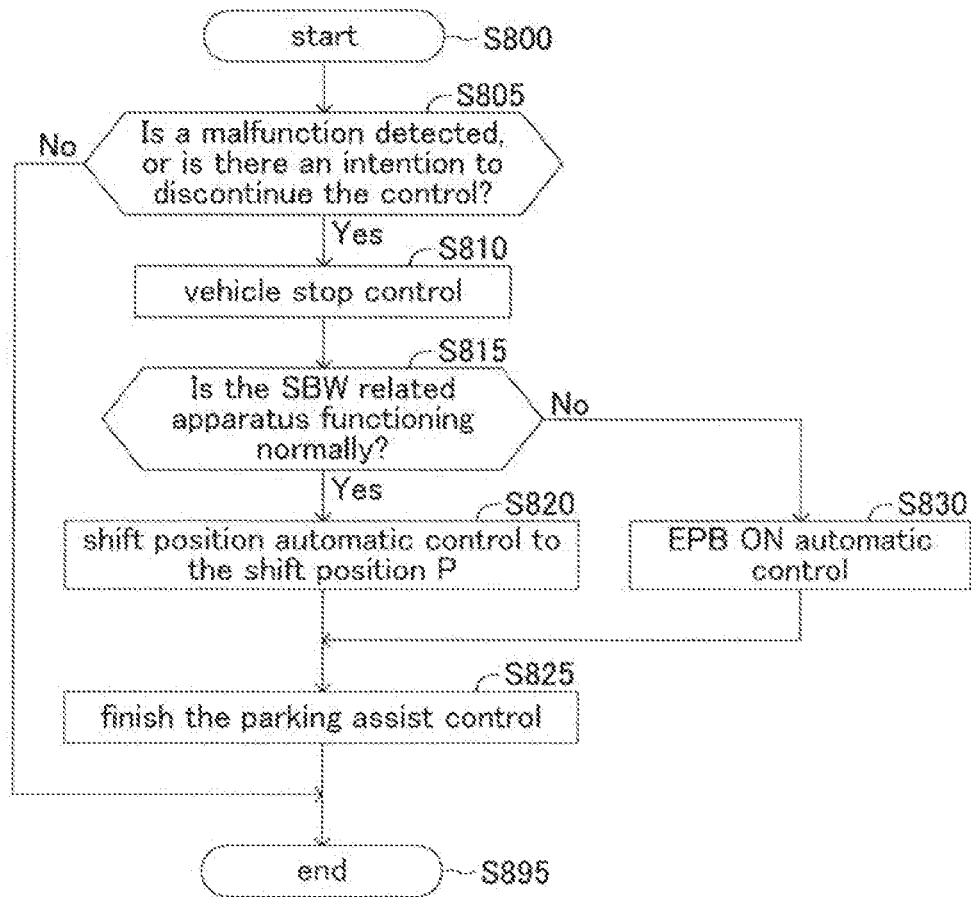 start
S800
S805
No
Is a malfunction detected,
or is there an intention to
discontinue the control?
Yes
S810
vehicle stop control
S815
Is the SBW related
apparatus functioning
normally?
No
Yes
S820
shift position automatic control to
the shift position P
S830
EPB ON automatic
control
S825
finish the parking assist control
end
S895